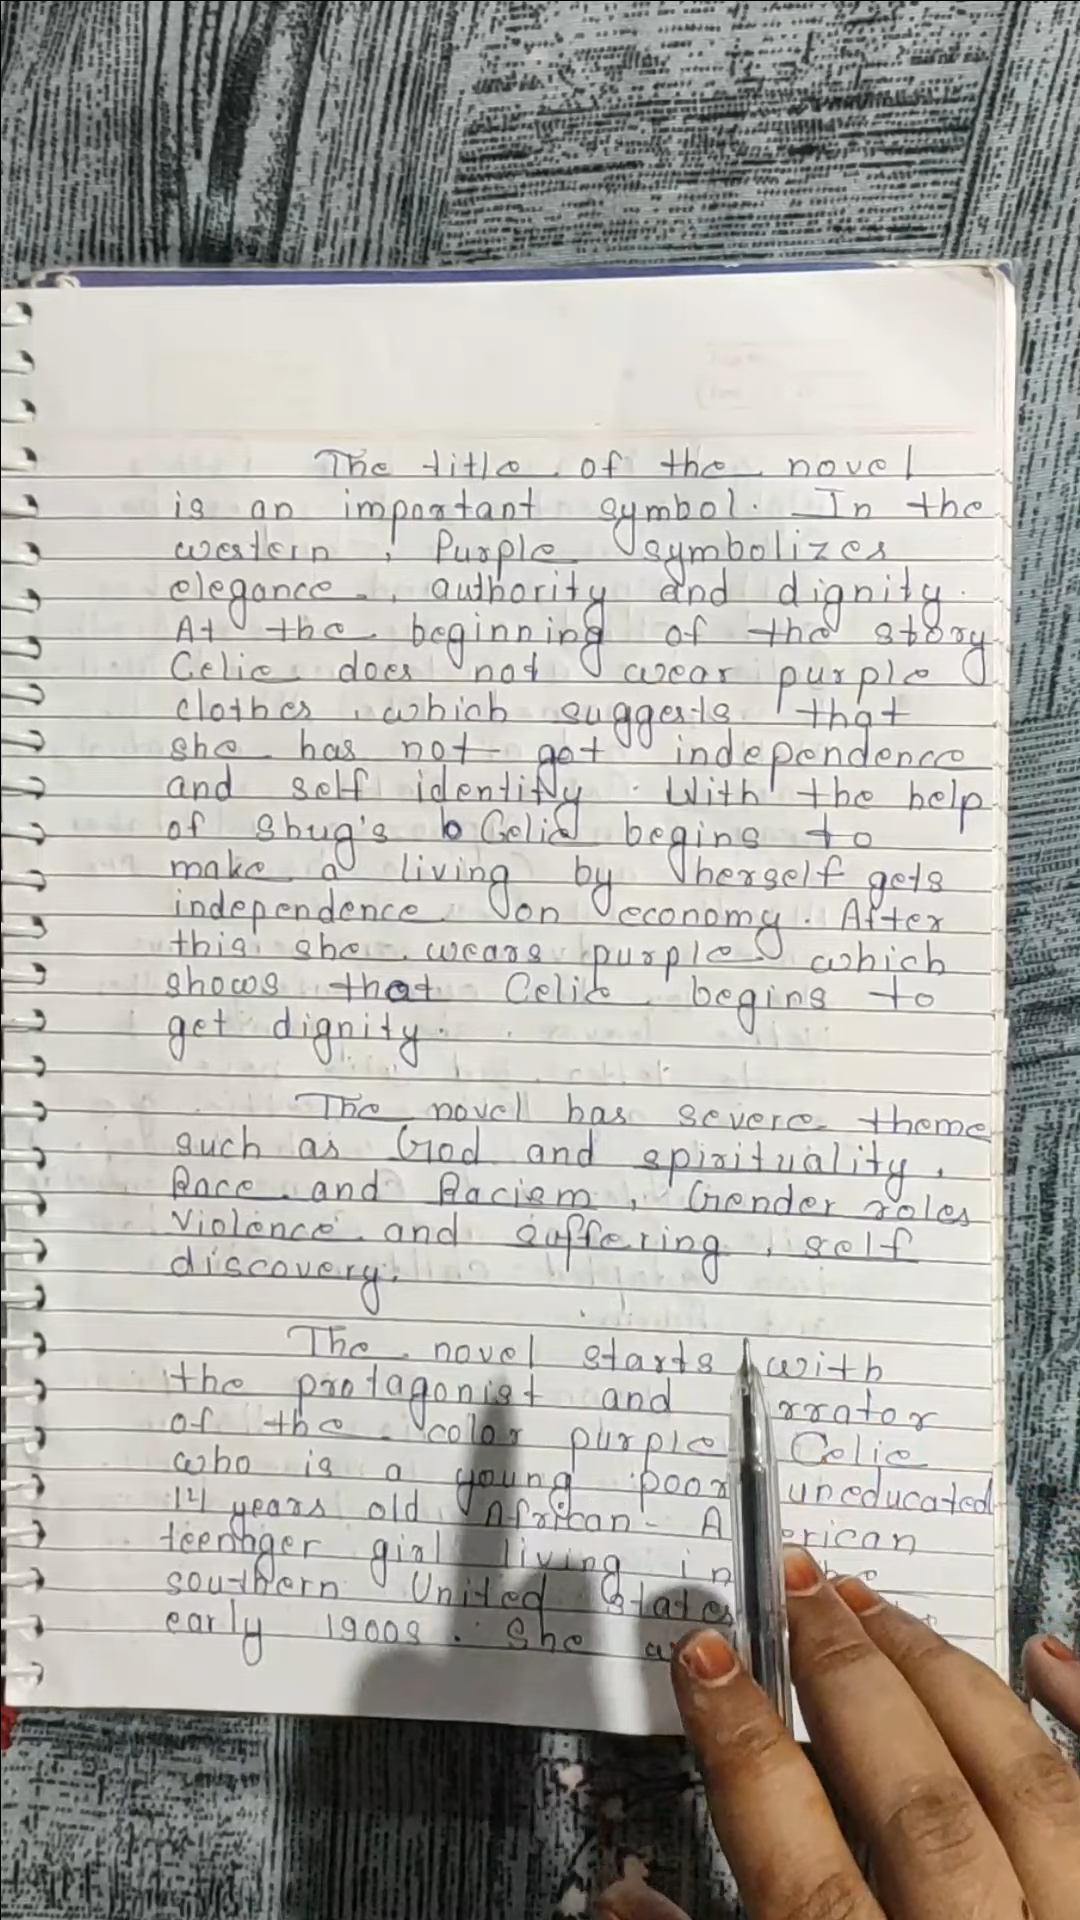 The title of the novel
is an important symbol. In the
western, Purple symbolizes
elegance, authority and dignity.
At the beginning of the story
Celie does not wear purple
clothes, which suggests that
she has not got independence
and self identify. With the help
of Shug's Celie begins to
make a living by herself gets
independence on economy. After
this she wears purple which
shows that Celie begins to
get dignity.
The novel has severe theme
such as God and spirituality,
Race and Racism, Gender roles
Violence and suffering, self
discovery.
The novel starts with
the protagonist and rrator
of the color purple Celie
who is a young poor uneducated
14 years old African-A erican
teenager girl living in
southern United States
early 1900s. She